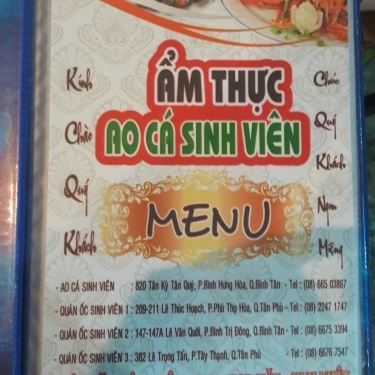 ẨM THỰC
AO CÁ SINH VIÊN
Kính
Chào
Quý
Khách
Chúc
Quý
Khách
Ngon
Miệng
MENU
- AO CÁ SINH VIÊN : 820 Tân Kỳ Tân Quý, P.Bình Hưng Hòa, Q.Bình Tân - Tel : (08) 665 03867
- QUÁN ỐC SINH VIÊN 1 : 209-211 Lê Thúc Hoạch, P.Phú Thọ Hòa, Q.Tân Phú - Tel : (08) 2247 1747
- QUÁN ỐC SINH VIÊN 2 : 147-147A Lê Văn Quới, P.Bình Trị Đông, Q.Bình Tân - Tel : (08) 6675 3394
- QUÁN ỐC SINH VIÊN 3 : 382 Lê Trọng Tấn, P.Tây Thạnh, Q.Tân Phú - Tel : (08) 6676 7547